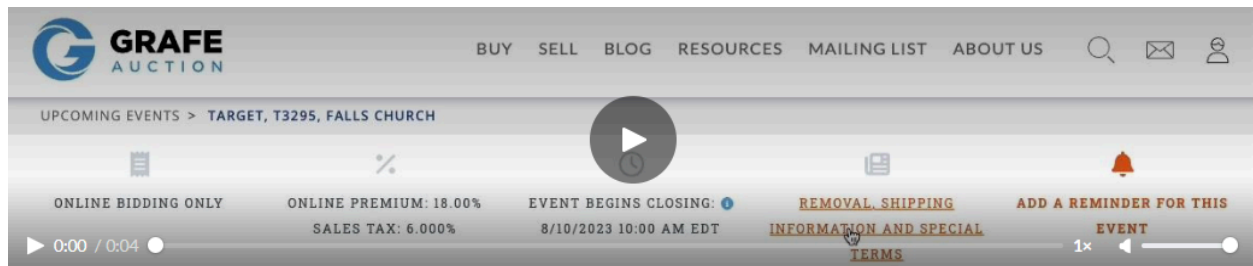 GRAFE
AUCTION
BUY SELL BLOG RESOURCES MAILING LIST ABOUT US
UPCOMING EVENTS > TARGET, T3295, FALLS CHURCH
ONLINE BIDDING ONLY
ONLINE PREMIUM: 18.00%
SALES TAX: 6.000%
EVENT BEGINS CLOSING:
8/10/2023 10:00 AM EDT
REMOVAL, SHIPPING
INFORMATION AND SPECIAL
TERMS
ADD A REMINDER FOR THIS
EVENT
0:00 / 0:04
1×